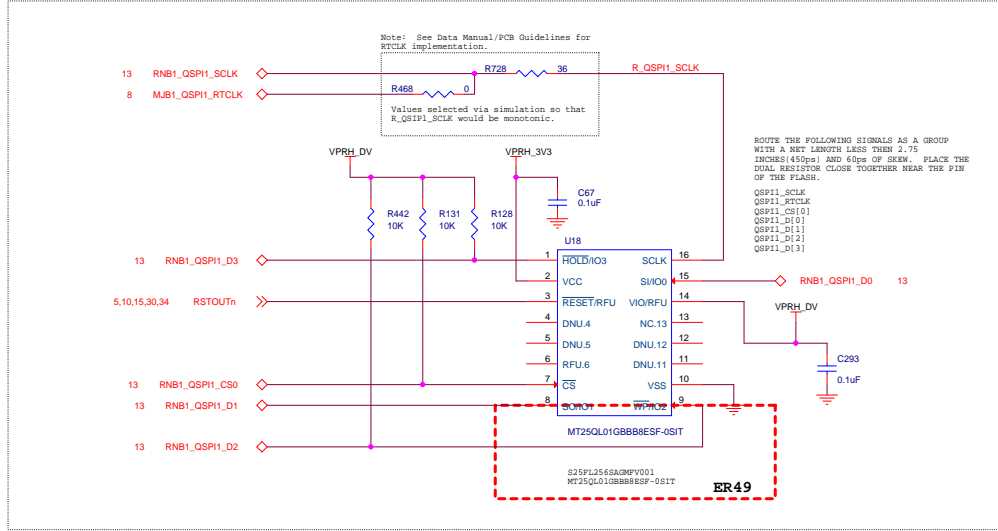 Note: See Data Manual/PCB Guidelines for
RTCLK implementation.
13 RNB1_QSPI1_SCLK
R728 36
R_QSPI1_SCLK
8 MJB1_QSPI1_RTCLK
R468 0
Values selected via simulation so that
R_QSIP1_SCLK would be monotonic.
ROUTE THE FOLLOWING SIGNALS AS A GROUP
WITH A NET LENGTH LESS THEN 2.75
INCHES(450ps) AND 60ps OF SKEW. PLACE THE
DUAL RESISTOR CLOSE TOGETHER NEAR THE PIN
OF THE FLASH.
QSPI1_SCLK
QSPI1_RTCLK
QSPI1_CS[0]
QSPI1_D[0]
QSPI1_D[1]
QSPI1_D[2]
QSPI1_D[3]
VPRH_DV
VPRH_3V3
C67
0.1uF
R442
10K
R131
10K
R128
10K
U18
13 RNB1_QSPI1_D3
1 HOLD/IO3
SCLK 16
2 VCC
SI/IO0 15
RNB1_QSPI1_D0 13
5,10,15,30,34 RSTOUTn
3 RESET/RFU
VIO/RFU 14
VPRH_DV
4 DNU.4
NC.13 13
5 DNU.5
DNU.12 12
6 RFU.6
DNU.11 11
C293
0.1uF
13 RNB1_QSPI1_CS0
7 CS
VSS 10
13 RNB1_QSPI1_D1
8 SO/IO1
WP/IO2 9
MT25QL01GBBB8ESF-0SIT
13 RNB1_QSPI1_D2
S25FL256SAGMFV001
MT25QL01GBBB8ESF-0SIT
ER49